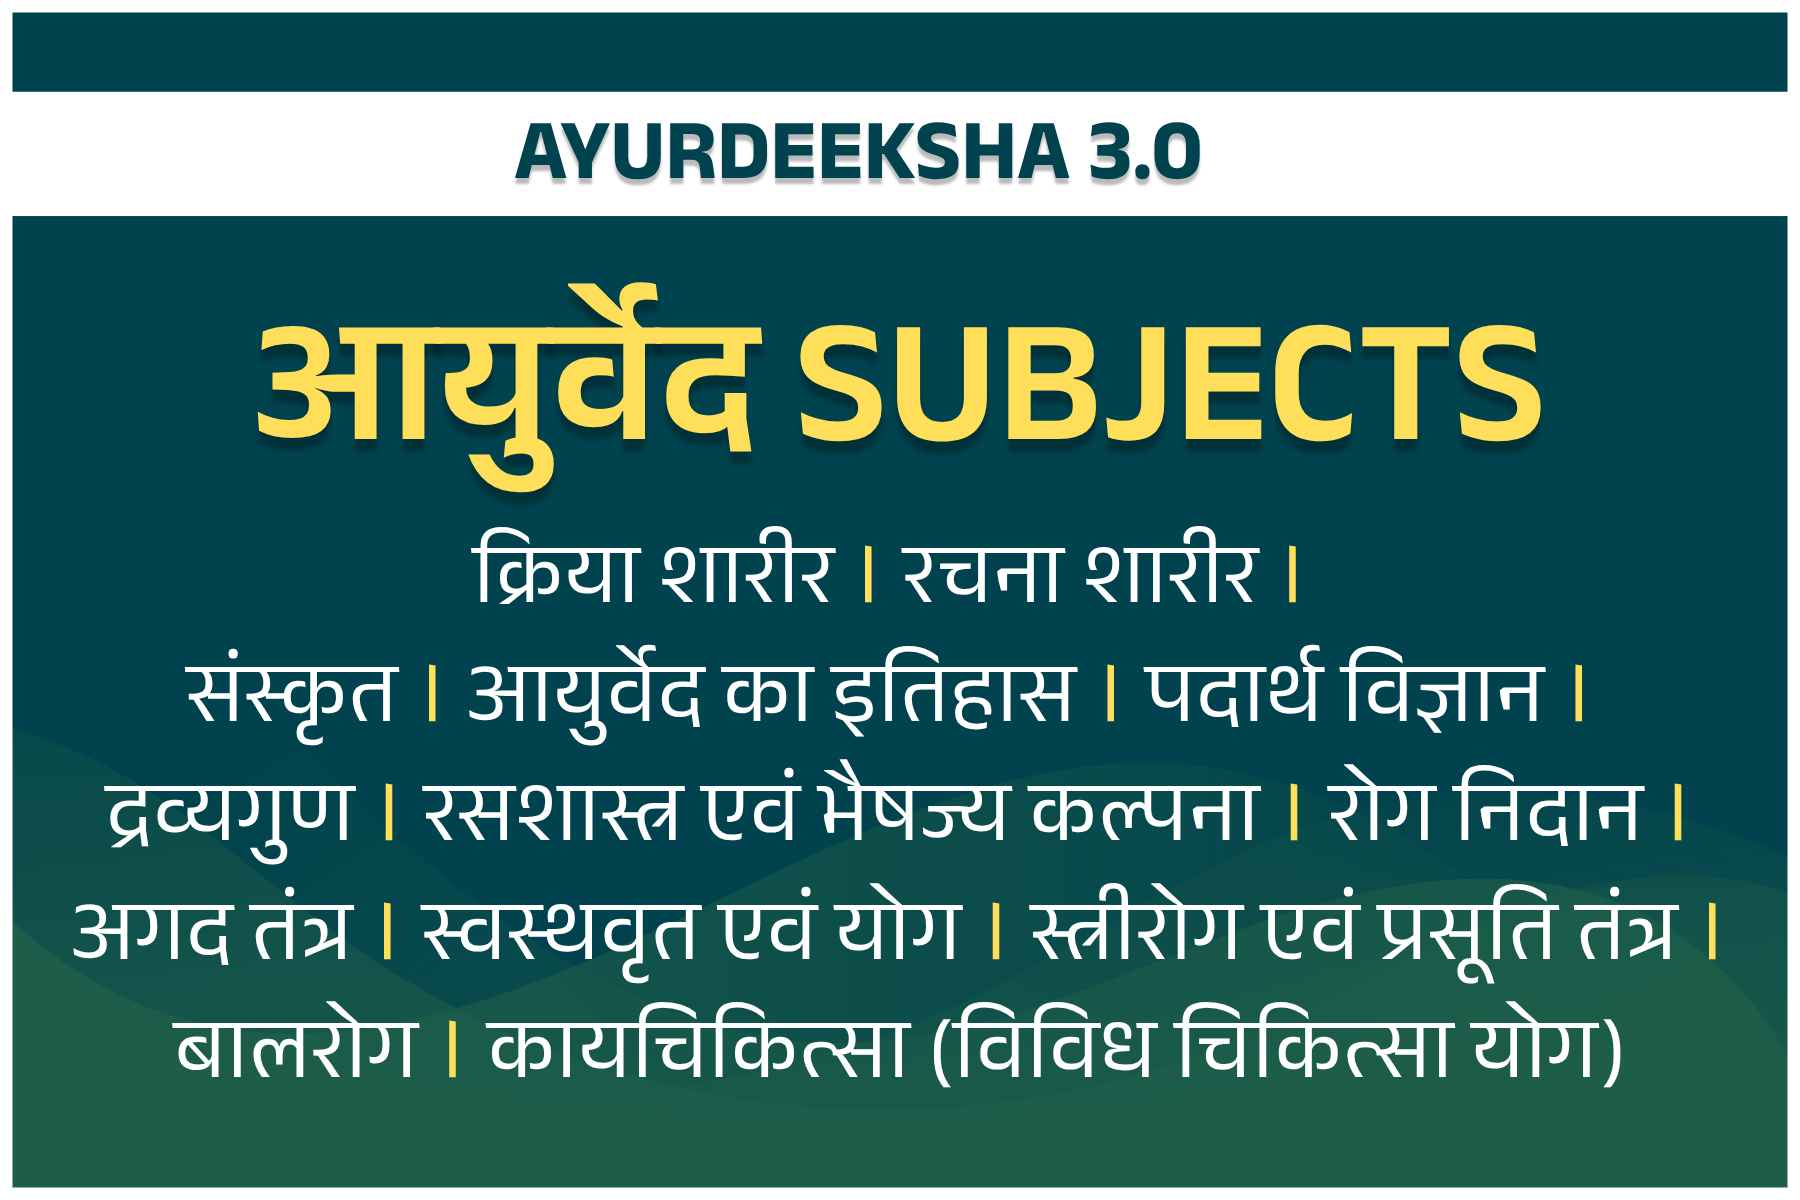 AYURDEEKSHA 3.0
आयुर्वेद SUBJECTS
क्रिया शारीर । रचना शारीर ।
संस्कृत । आयुर्वेद का इतिहास । पदार्थ विज्ञान ।
द्रव्यगुण । रसशास्त्र एवं भैषज्य कल्पना । रोग निदान ।
अगद तंत्र । स्वस्थवृत एवं योग । स्त्रीरोग एवं प्रसूति तंत्र ।
बालरोग । कायचिकित्सा (विविध चिकित्सा योग)